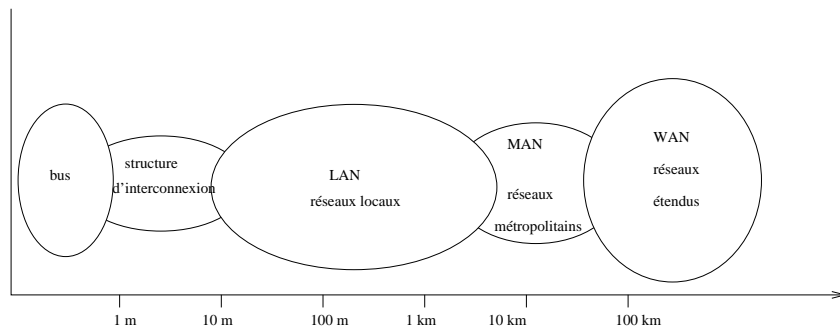 bus
structure
d'interconnexion
LAN
réseaux locaux
MAN
réseaux
métropolitains
WAN
réseaux
étendus
1 m
10 m
100 m
1 km
10 km
100 km